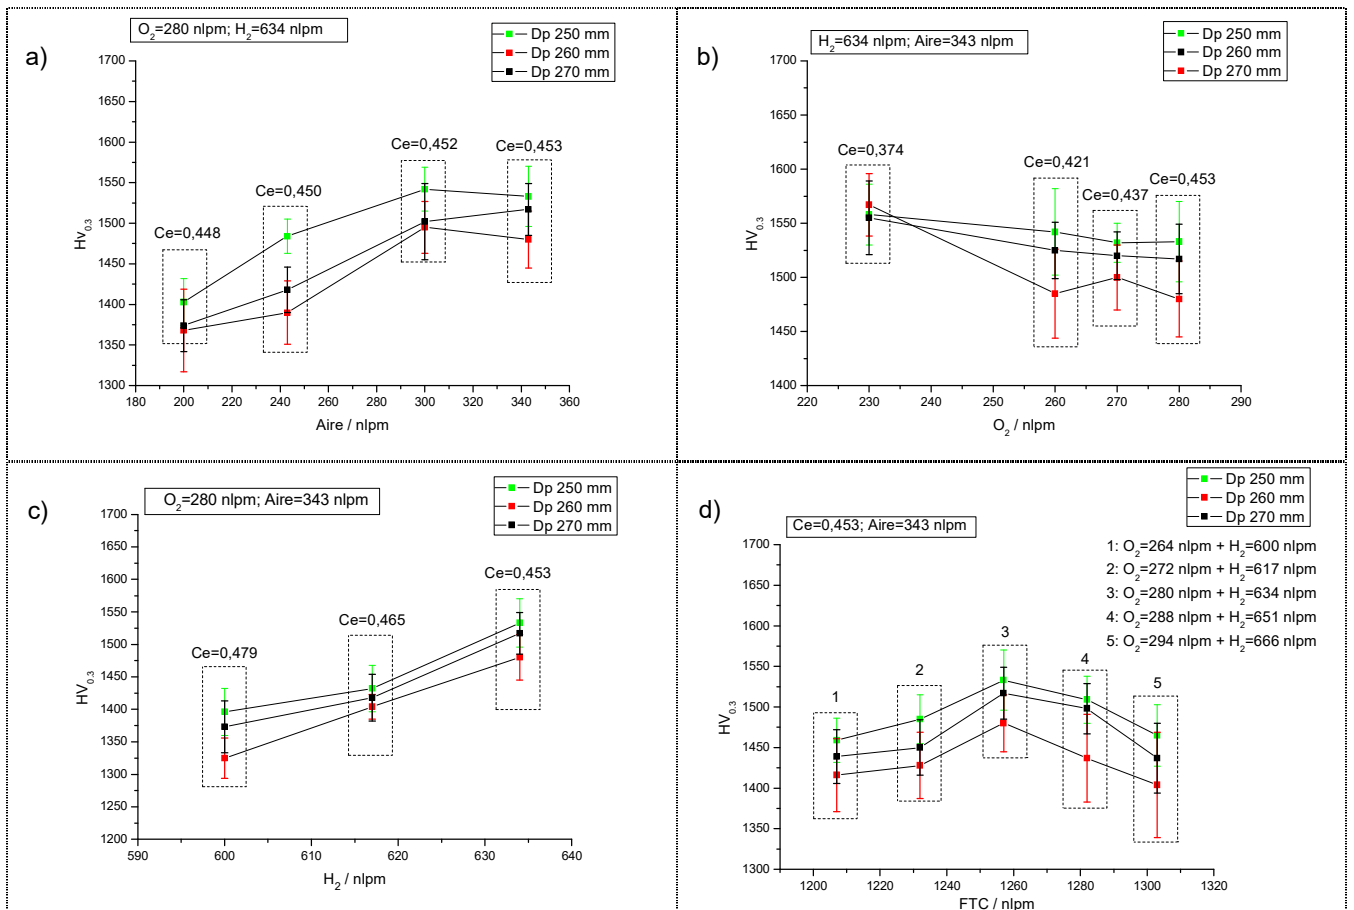 a)
O₂=280 nlpm; H₂=634 nlpm
Dp 250 mm
Dp 260 mm
Dp 270 mm
Ce=0,448
Ce=0,450
Ce=0,452
Ce=0,453
Hv₀.₃
1700
1650
1600
1550
1500
1450
1400
1350
1300
180 200 220 240 260 280 300 320 340 360
Aire / nlpm
b)
H₂=634 nlpm; Aire=343 nlpm
Dp 250 mm
Dp 260 mm
Dp 270 mm
Ce=0,374
Ce=0,421
Ce=0,437
Ce=0,453
HV₀.₃
1700
1650
1600
1550
1500
1450
1400
220 230 240 250 260 270 280 290
O₂ / nlpm
c)
O₂=280 nlpm; Aire=343 nlpm
Dp 250 mm
Dp 260 mm
Dp 270 mm
Ce=0,479
Ce=0,465
Ce=0,453
HV₀.₃
1700
1650
1600
1550
1500
1450
1400
1350
1300
1250
1200
590 600 610 620 630 640
H₂ / nlpm
d)
Ce=0,453; Aire=343 nlpm
Dp 250 mm
Dp 260 mm
Dp 270 mm
1: O₂=264 nlpm + H₂=600 nlpm
2: O₂=272 nlpm + H₂=617 nlpm
3: O₂=280 nlpm + H₂=634 nlpm
4: O₂=288 nlpm + H₂=651 nlpm
5: O₂=294 nlpm + H₂=666 nlpm
1
2
3
4
5
HV₀.₃
1700
1650
1600
1550
1500
1450
1400
1350
1300
1200 1220 1240 1260 1280 1300 1320
FTC / nlpm